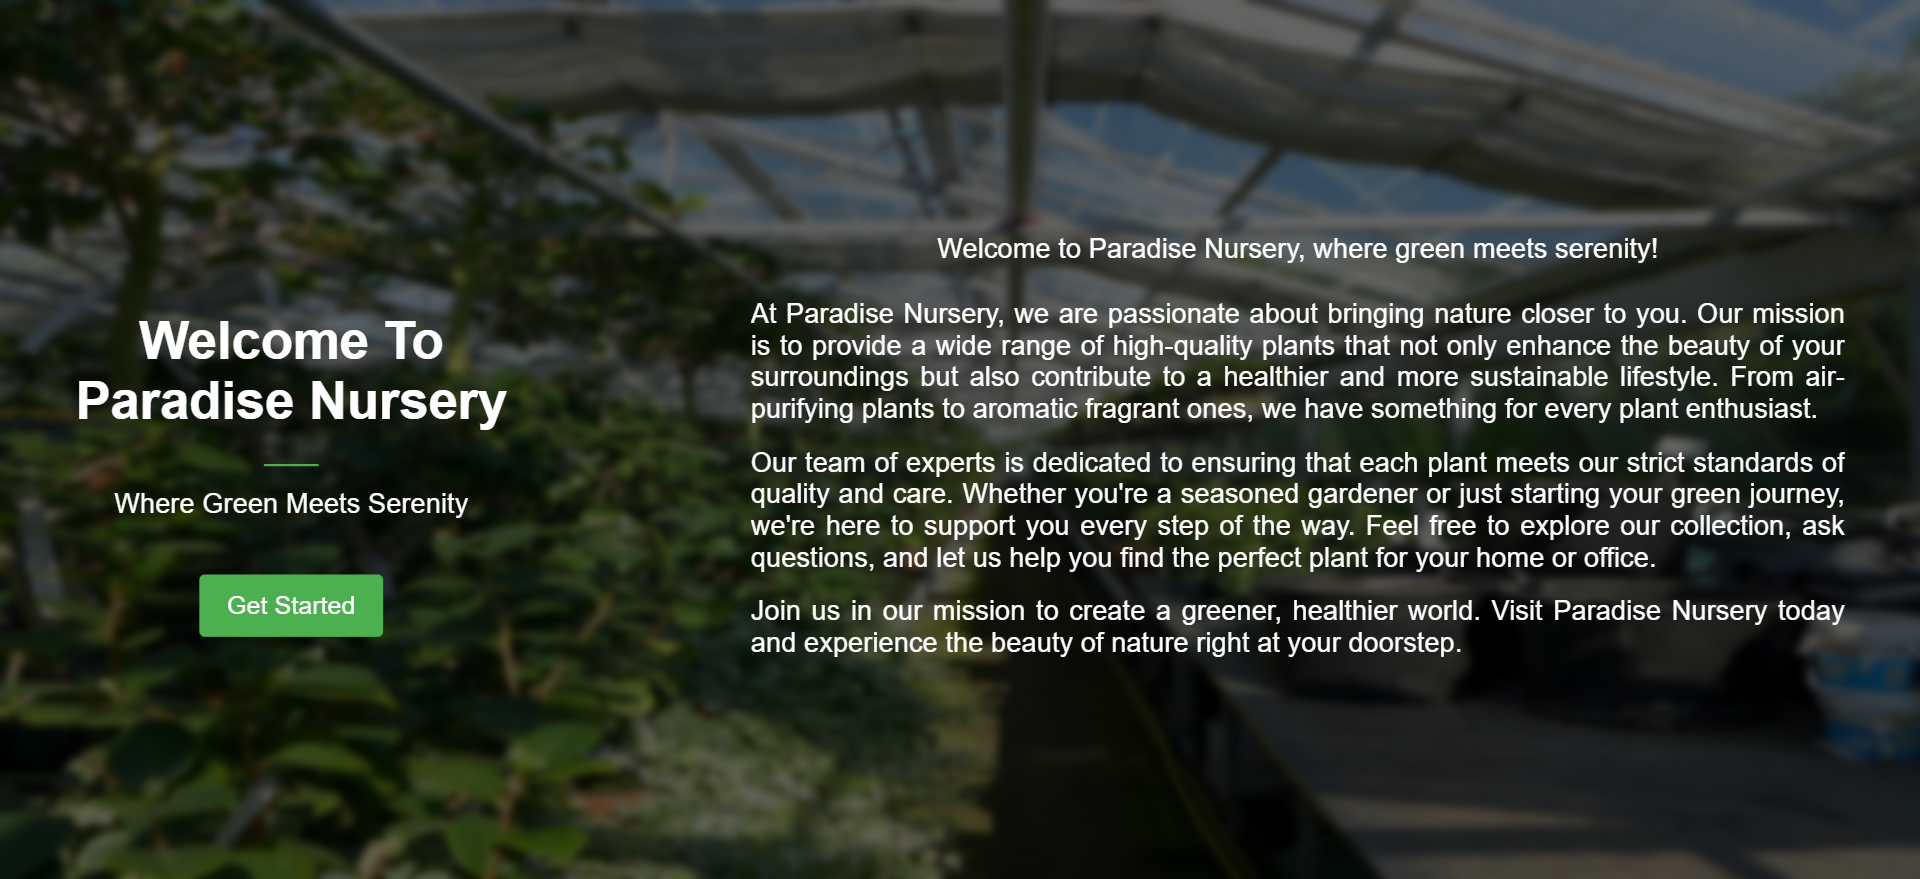 Welcome To
Paradise Nursery
Where Green Meets Serenity
Get Started
Welcome to Paradise Nursery, where green meets serenity!
At Paradise Nursery, we are passionate about bringing nature closer to you. Our mission
is to provide a wide range of high-quality plants that not only enhance the beauty of your
surroundings but also contribute to a healthier and more sustainable lifestyle. From air-
purifying plants to aromatic fragrant ones, we have something for every plant enthusiast.
Our team of experts is dedicated to ensuring that each plant meets our strict standards of
quality and care. Whether you're a seasoned gardener or just starting your green journey,
we're here to support you every step of the way. Feel free to explore our collection, ask
questions, and let us help you find the perfect plant for your home or office.
Join us in our mission to create a greener, healthier world. Visit Paradise Nursery today
and experience the beauty of nature right at your doorstep.